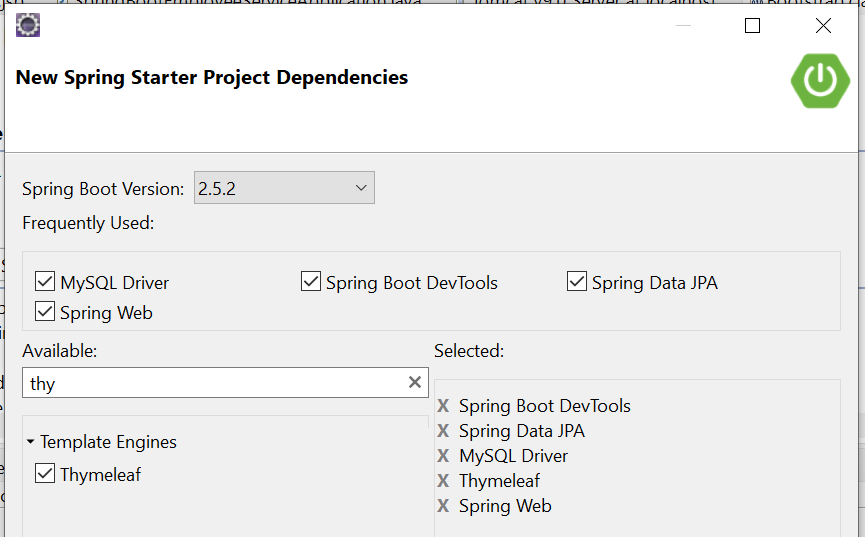 New Spring Starter Project Dependencies
Spring Boot Version: 2.5.2
Frequently Used:
MySQL Driver Spring Boot DevTools Spring Data JPA
Spring Web
Available: Selected:
thy
Template Engines
Thymeleaf
X Spring Boot DevTools
X Spring Data JPA
X MySQL Driver
X Thymeleaf
X Spring Web